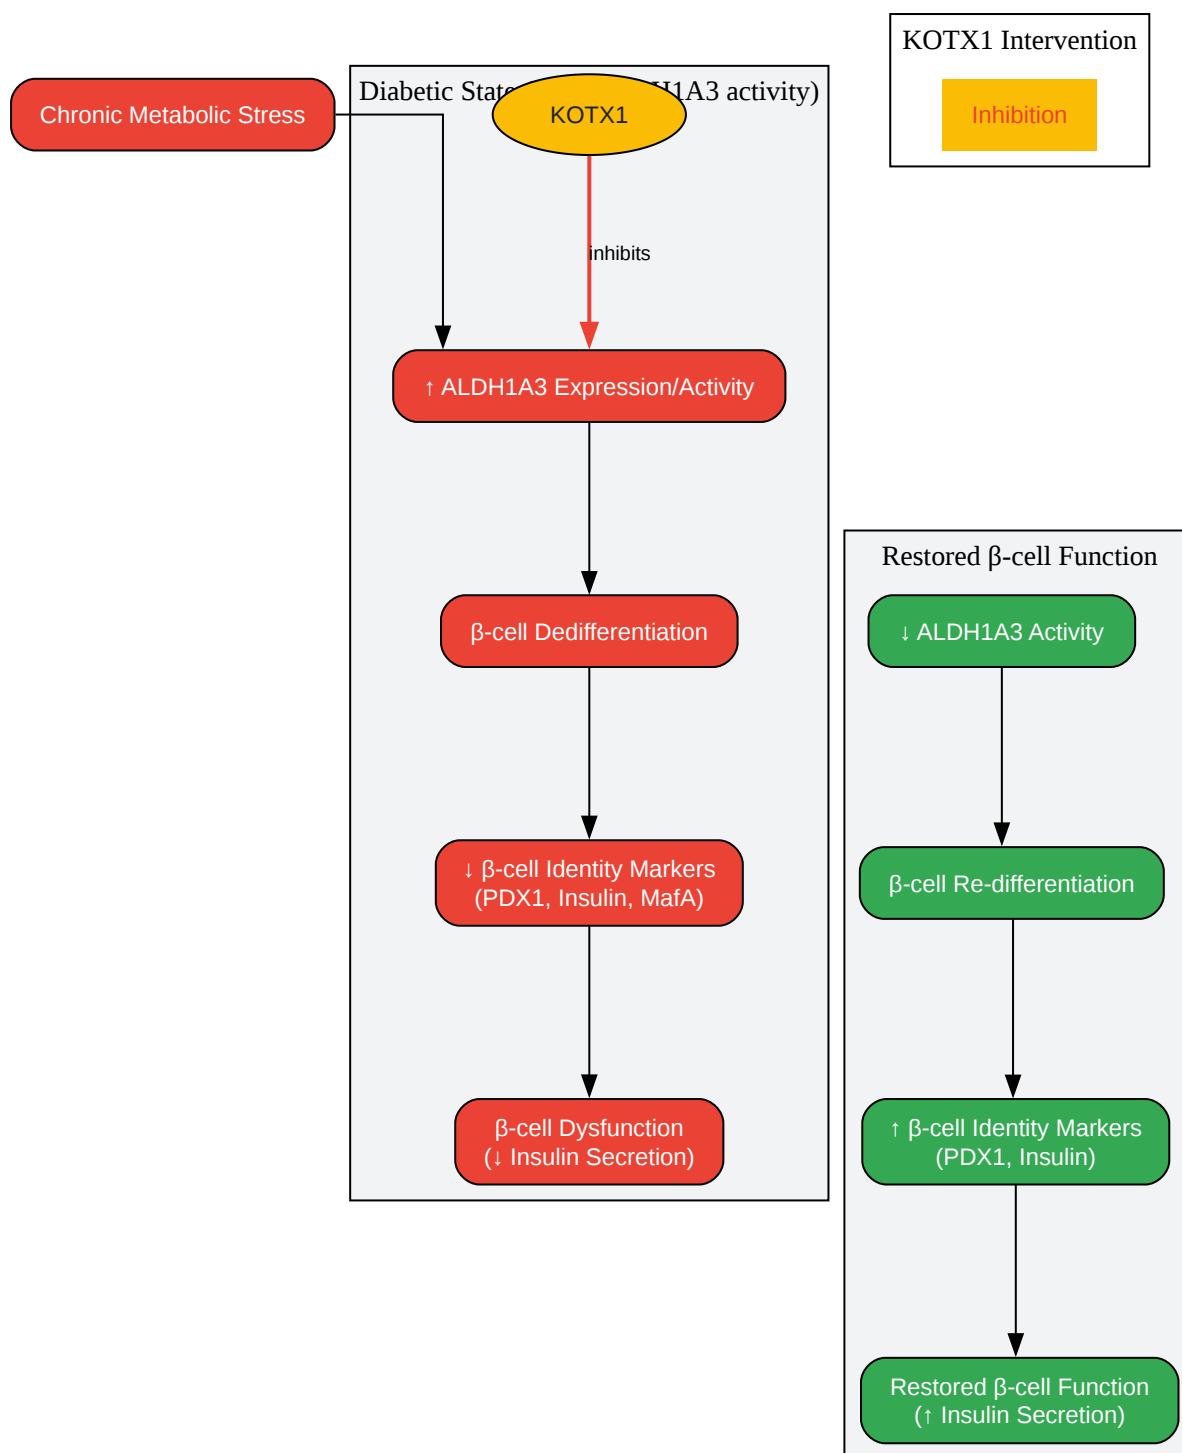 KOTX1 Intervention
Inhibition
Chronic Metabolic Stress
Diabetic State H1A3 activity)
KOTX1
inhibits
↑ ALDH1A3 Expression/Activity
β-cell Dedifferentiation
↓ β-cell Identity Markers
(PDX1, Insulin, MafA)
β-cell Dysfunction
(↓ Insulin Secretion)
Restored β-cell Function
↓ ALDH1A3 Activity
β-cell Re-differentiation
↑ β-cell Identity Markers
(PDX1, Insulin)
Restored β-cell Function
(↑ Insulin Secretion)